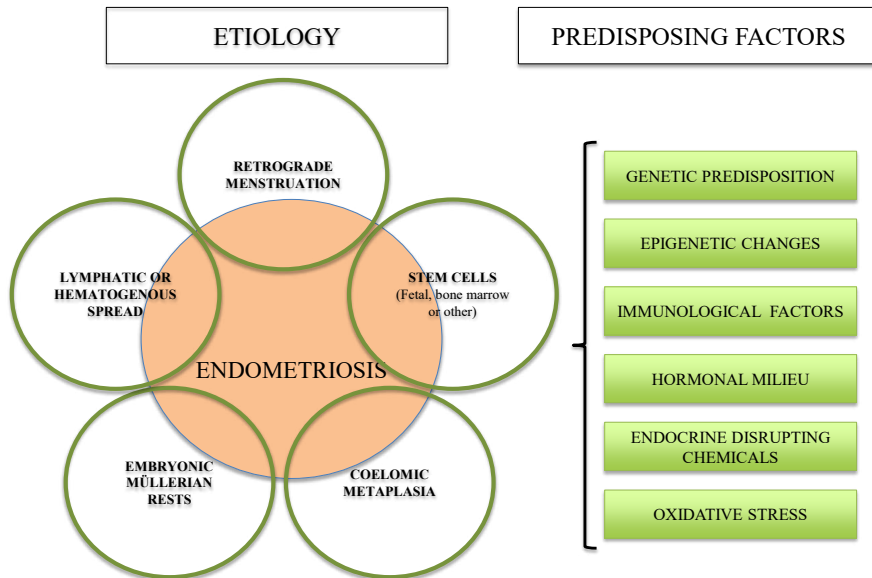 ETIOLOGY
PREDISPOSING FACTORS
RETROGRADE
MENSTRUATION
LYMPHATIC OR
HEMATOGENOUS
SPREAD
STEM CELLS
(Fetal, bone marrow
or other)
ENDOMETRIOSIS
EMBRYONIC
MÜLLERIAN
RESTS
COELOMIC
METAPLASIA
GENETIC PREDISPOSITION
EPIGENETIC CHANGES
IMMUNOLOGICAL FACTORS
HORMONAL MILIEU
ENDOCRINE DISRUPTING
CHEMICALS
OXIDATIVE STRESS